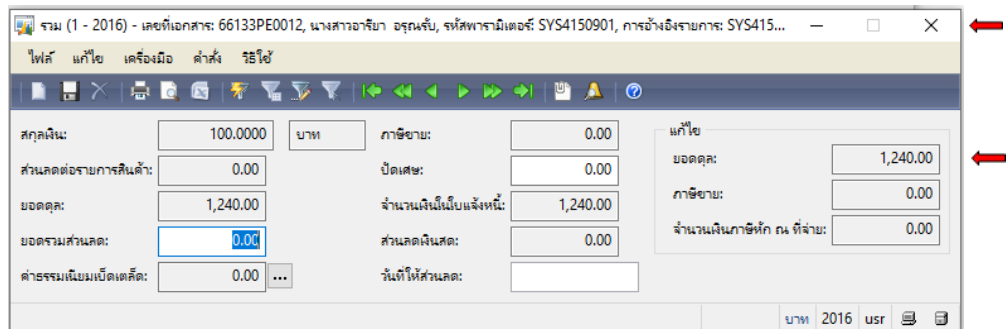 รวม (1 - 2016) - เลขที่เอกสาร: 66133PE0012, นางสาวอาริยา อรุณรับ, รหัสพารามิเตอร์: SYS4150901, การอ้างอิงรายการ: SYS415...
ไฟล์ แก้ไข เครื่องมือ คำสั่ง วิธีใช้
สกุลเงิน: 100.0000 บาท ภาษีขาย: 0.00 แก้ไข
ส่วนลดต่อรายการสินค้า: 0.00 ปัดเศษ: 0.00 ยอดดุล: 1,240.00
ยอดดุล: 1,240.00 จำนวนเงินในใบแจ้งหนี้: 1,240.00 ภาษีขาย: 0.00
ยอดรวมส่วนลด: 0.00 ส่วนลดเงินสด: 0.00 จำนวนเงินภาษีหัก ณ ที่จ่าย: 0.00
ค่าธรรมเนียมเบ็ดเตล็ด: 0.00 ... วันที่ให้ส่วนลด:
บาท 2016 usr